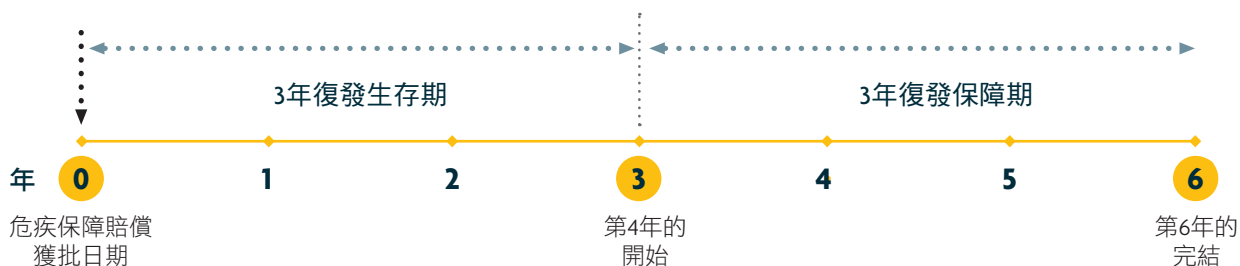 3年復發生存期
3年復發保障期
年 0 1 2 3 4 5 6
危疾保障賠償
獲批日期
第4年的
開始
第6年的
完結